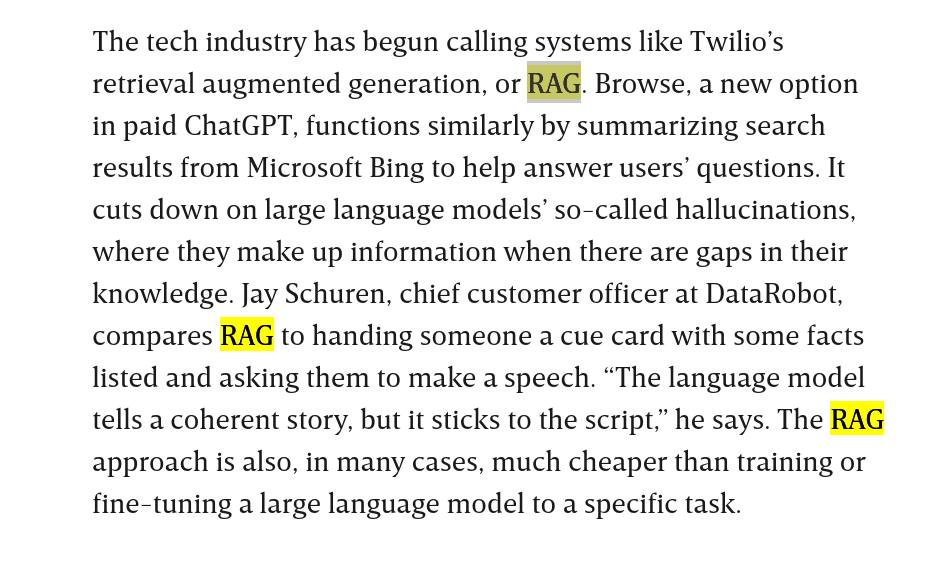 The tech industry has begun calling systems like Twilio’s
retrieval augmented generation, or RAG. Browse, a new option
in paid ChatGPT, functions similarly by summarizing search
results from Microsoft Bing to help answer users’ questions. It
cuts down on large language models’ so-called hallucinations,
where they make up information when there are gaps in their
knowledge. Jay Schuren, chief customer officer at DataRobot,
compares RAG to handing someone a cue card with some facts
listed and asking them to make a speech. “The language model
tells a coherent story, but it sticks to the script,” he says. The RAG
approach is also, in many cases, much cheaper than training or
fine-tuning a large language model to a specific task.